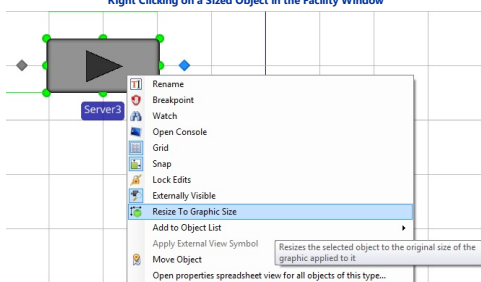 Right Clicking on a Sized Object in the Facility Window
Server3
Rename
Breakpoint
Watch
Open Console
Grid
Snap
Lock Edits
Externally Visible
Resize To Graphic Size
Add to Object List
Apply External View Symbol
Resizes the selected object to the original size of the
graphic applied to it
Move Object
Open properties spreadsheet view for all objects of this type...